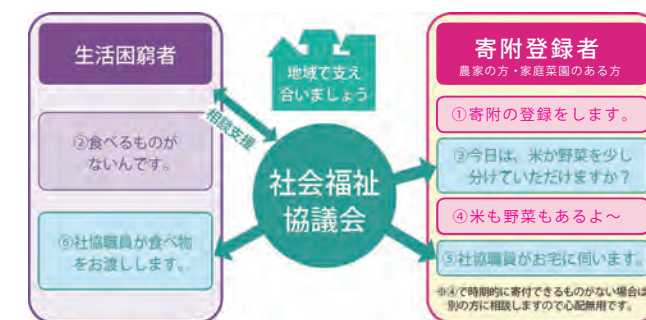 生活困窮者
②食べるものが
ないんです。
⑥社協職員が食べ物
をお渡しします。
地域で支え
合いましょう
相談支援
社会福祉
協議会
寄附登録者
農家の方・家庭菜園のある方
①寄附の登録をします。
③今日は、米か野菜を少し
分けていただけますか？
④米も野菜もあるよ～
⑤社協職員がお宅に伺います。
※④で時期的に寄付できるものがない場合は
別の方に相談しますので心配無用です。